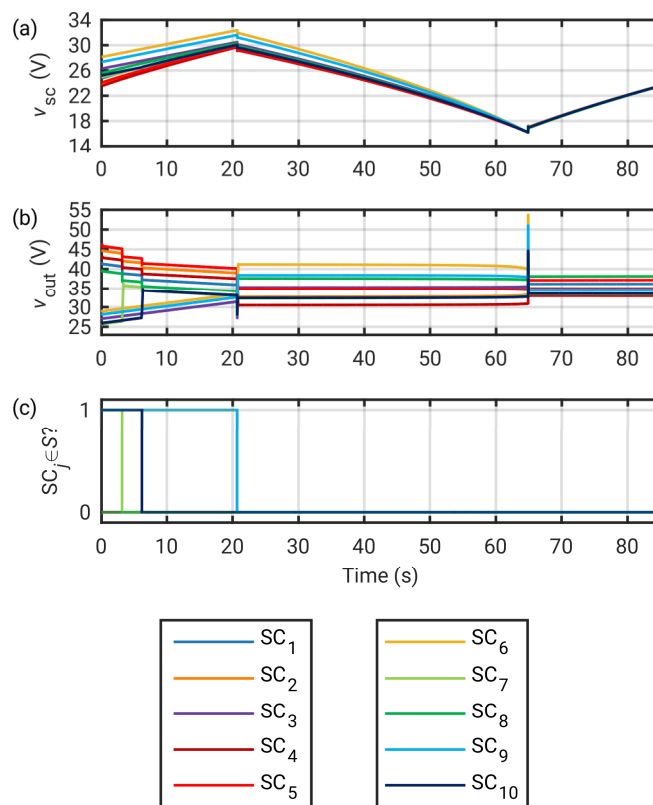 (a)
v_sc (V)
34
30
26
22
18
14
0 10 20 30 40 50 60 70 80
(b)
v_cut (V)
55
50
45
40
35
30
25
0 10 20 30 40 50 60 70 80
(c)
SC_j∈S?
1
0
0 10 20 30 40 50 60 70 80
Time (s)
SC_1
SC_2
SC_3
SC_4
SC_5
SC_6
SC_7
SC_8
SC_9
SC_10